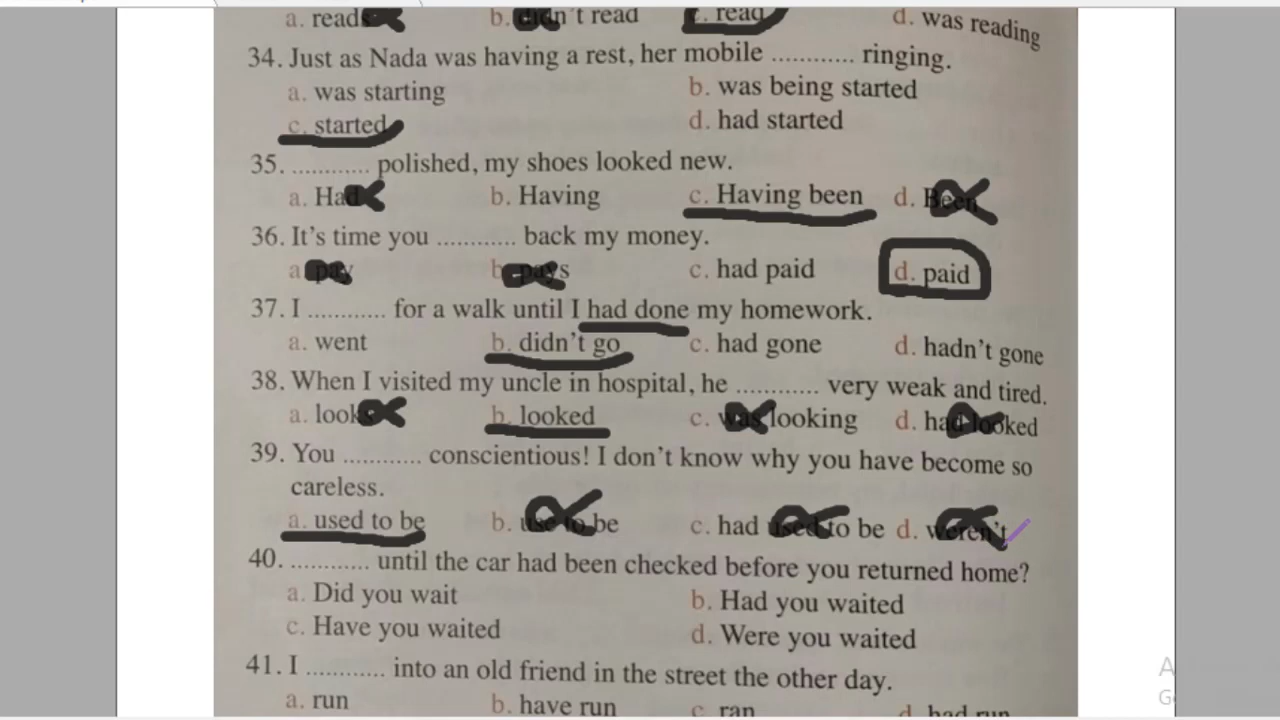 a. reads b. didn't read c. read d. was reading
34. Just as Nada was having a rest, her mobile ............ ringing.
a. was starting b. was being started
c. started d. had started
35. ............ polished, my shoes looked new.
a. Had b. Having c. Having been d. Been
36. It's time you ............ back my money.
a. pay b. pays c. had paid d. paid
37. I ............ for a walk until I had done my homework.
a. went b. didn't go c. had gone d. hadn't gone
38. When I visited my uncle in hospital, he ............ very weak and tired.
a. looks b. looked c. was looking d. had looked
39. You ............ conscientious! I don't know why you have become so
careless.
a. used to be b. use to be c. had used to be d. weren't
40. ............ until the car had been checked before you returned home?
a. Did you wait b. Had you waited
c. Have you waited d. Were you waited
41. I ............ into an old friend in the street the other day.
a. run b. have run c. ran d. had run